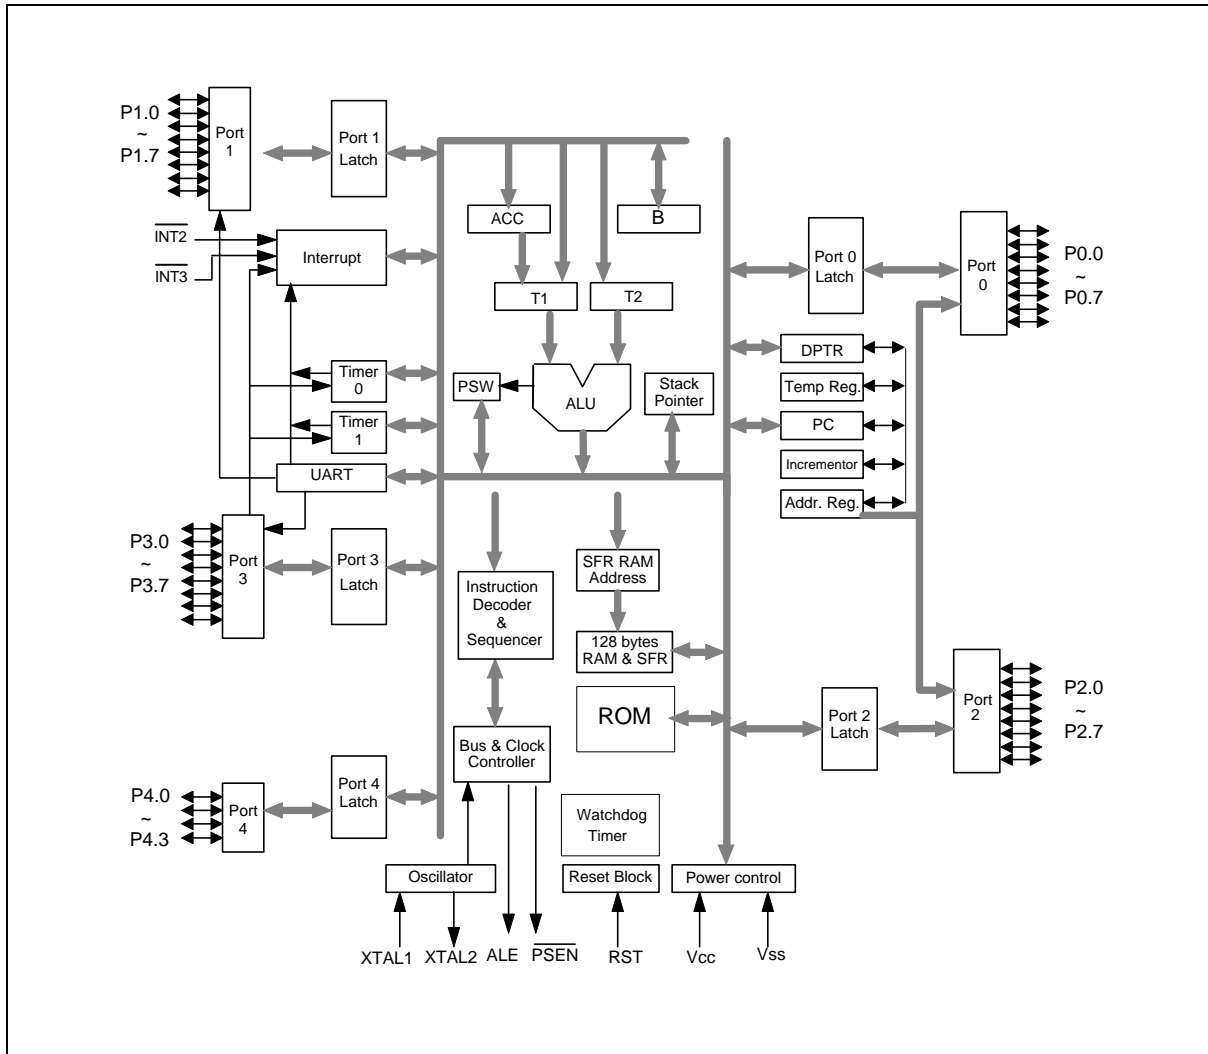 P1.0
~
P1.7
Port
1
Port 1
Latch
INT2
INT3
Interrupt
ACC
B
T1
T2
Port 0
Latch
Port
0
P0.0
~
P0.7
Timer
0
Timer
1
UART
PSW
ALU
Stack
Pointer
DPTR
Temp Reg.
PC
Incrementor
Addr. Reg.
P3.0
~
P3.7
Port
3
Port 3
Latch
Instruction
Decoder
&
Sequencer
SFR RAM
Address
128 bytes
RAM & SFR
ROM
Port 2
Latch
Port
2
P2.0
~
P2.7
Bus & Clock
Controller
P4.0
~
P4.3
Port
4
Port 4
Latch
Watchdog
Timer
Oscillator
Reset Block
Power control
XTAL1
XTAL2
ALE
PSEN
RST
Vcc
Vss